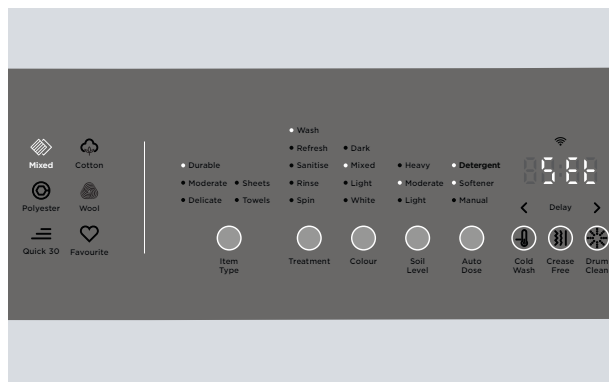 Wash
Refresh
Dark
Durable
Sanitise
Mixed
Heavy
Detergent
SEt
Mixed
Cotton
Moderate
Sheets
Rinse
Light
Moderate
Softener
Delicate
Towels
Spin
White
Light
Manual
Polyester
Wool
Delay
Quick 30
Favourite
Item
Type
Treatment
Colour
Soil
Level
Auto
Dose
Cold
Wash
Crease
Free
Drum
Clean